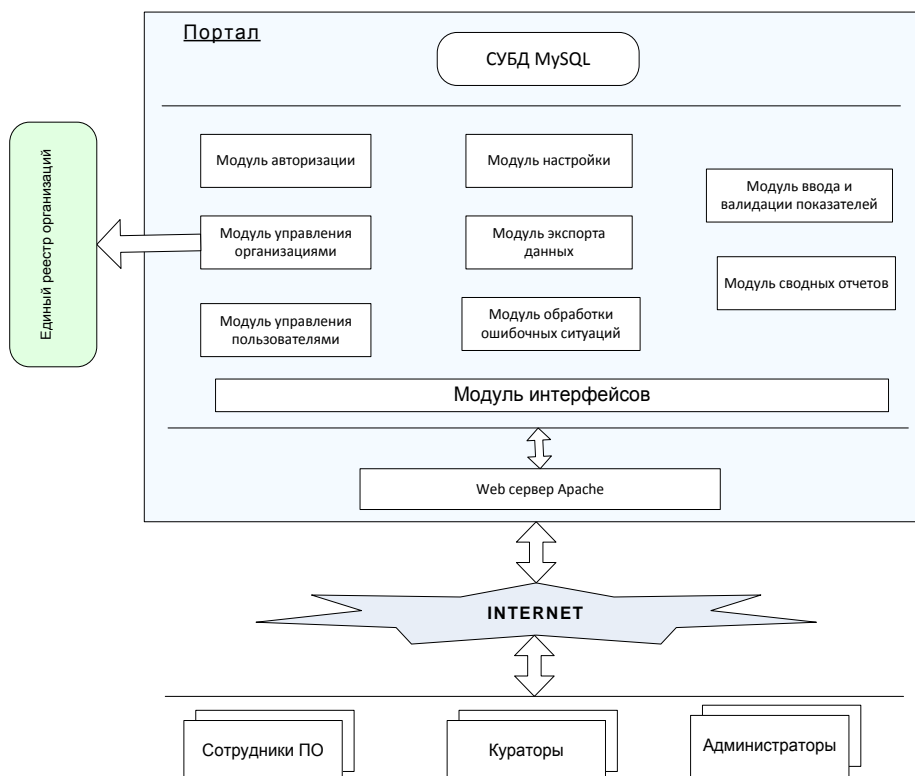 Портал
СУБД MySQL
Единый реестр организаций
Модуль авторизации
Модуль настройки
Модуль ввода и
валидации показателей
Модуль управления
организациями
Модуль экспорта
данных
Модуль сводных отчетов
Модуль управления
пользователями
Модуль обработки
ошибочных ситуаций
Модуль интерфейсов
Web сервер Apache
INTERNET
Сотрудники ПО
Кураторы
Администраторы